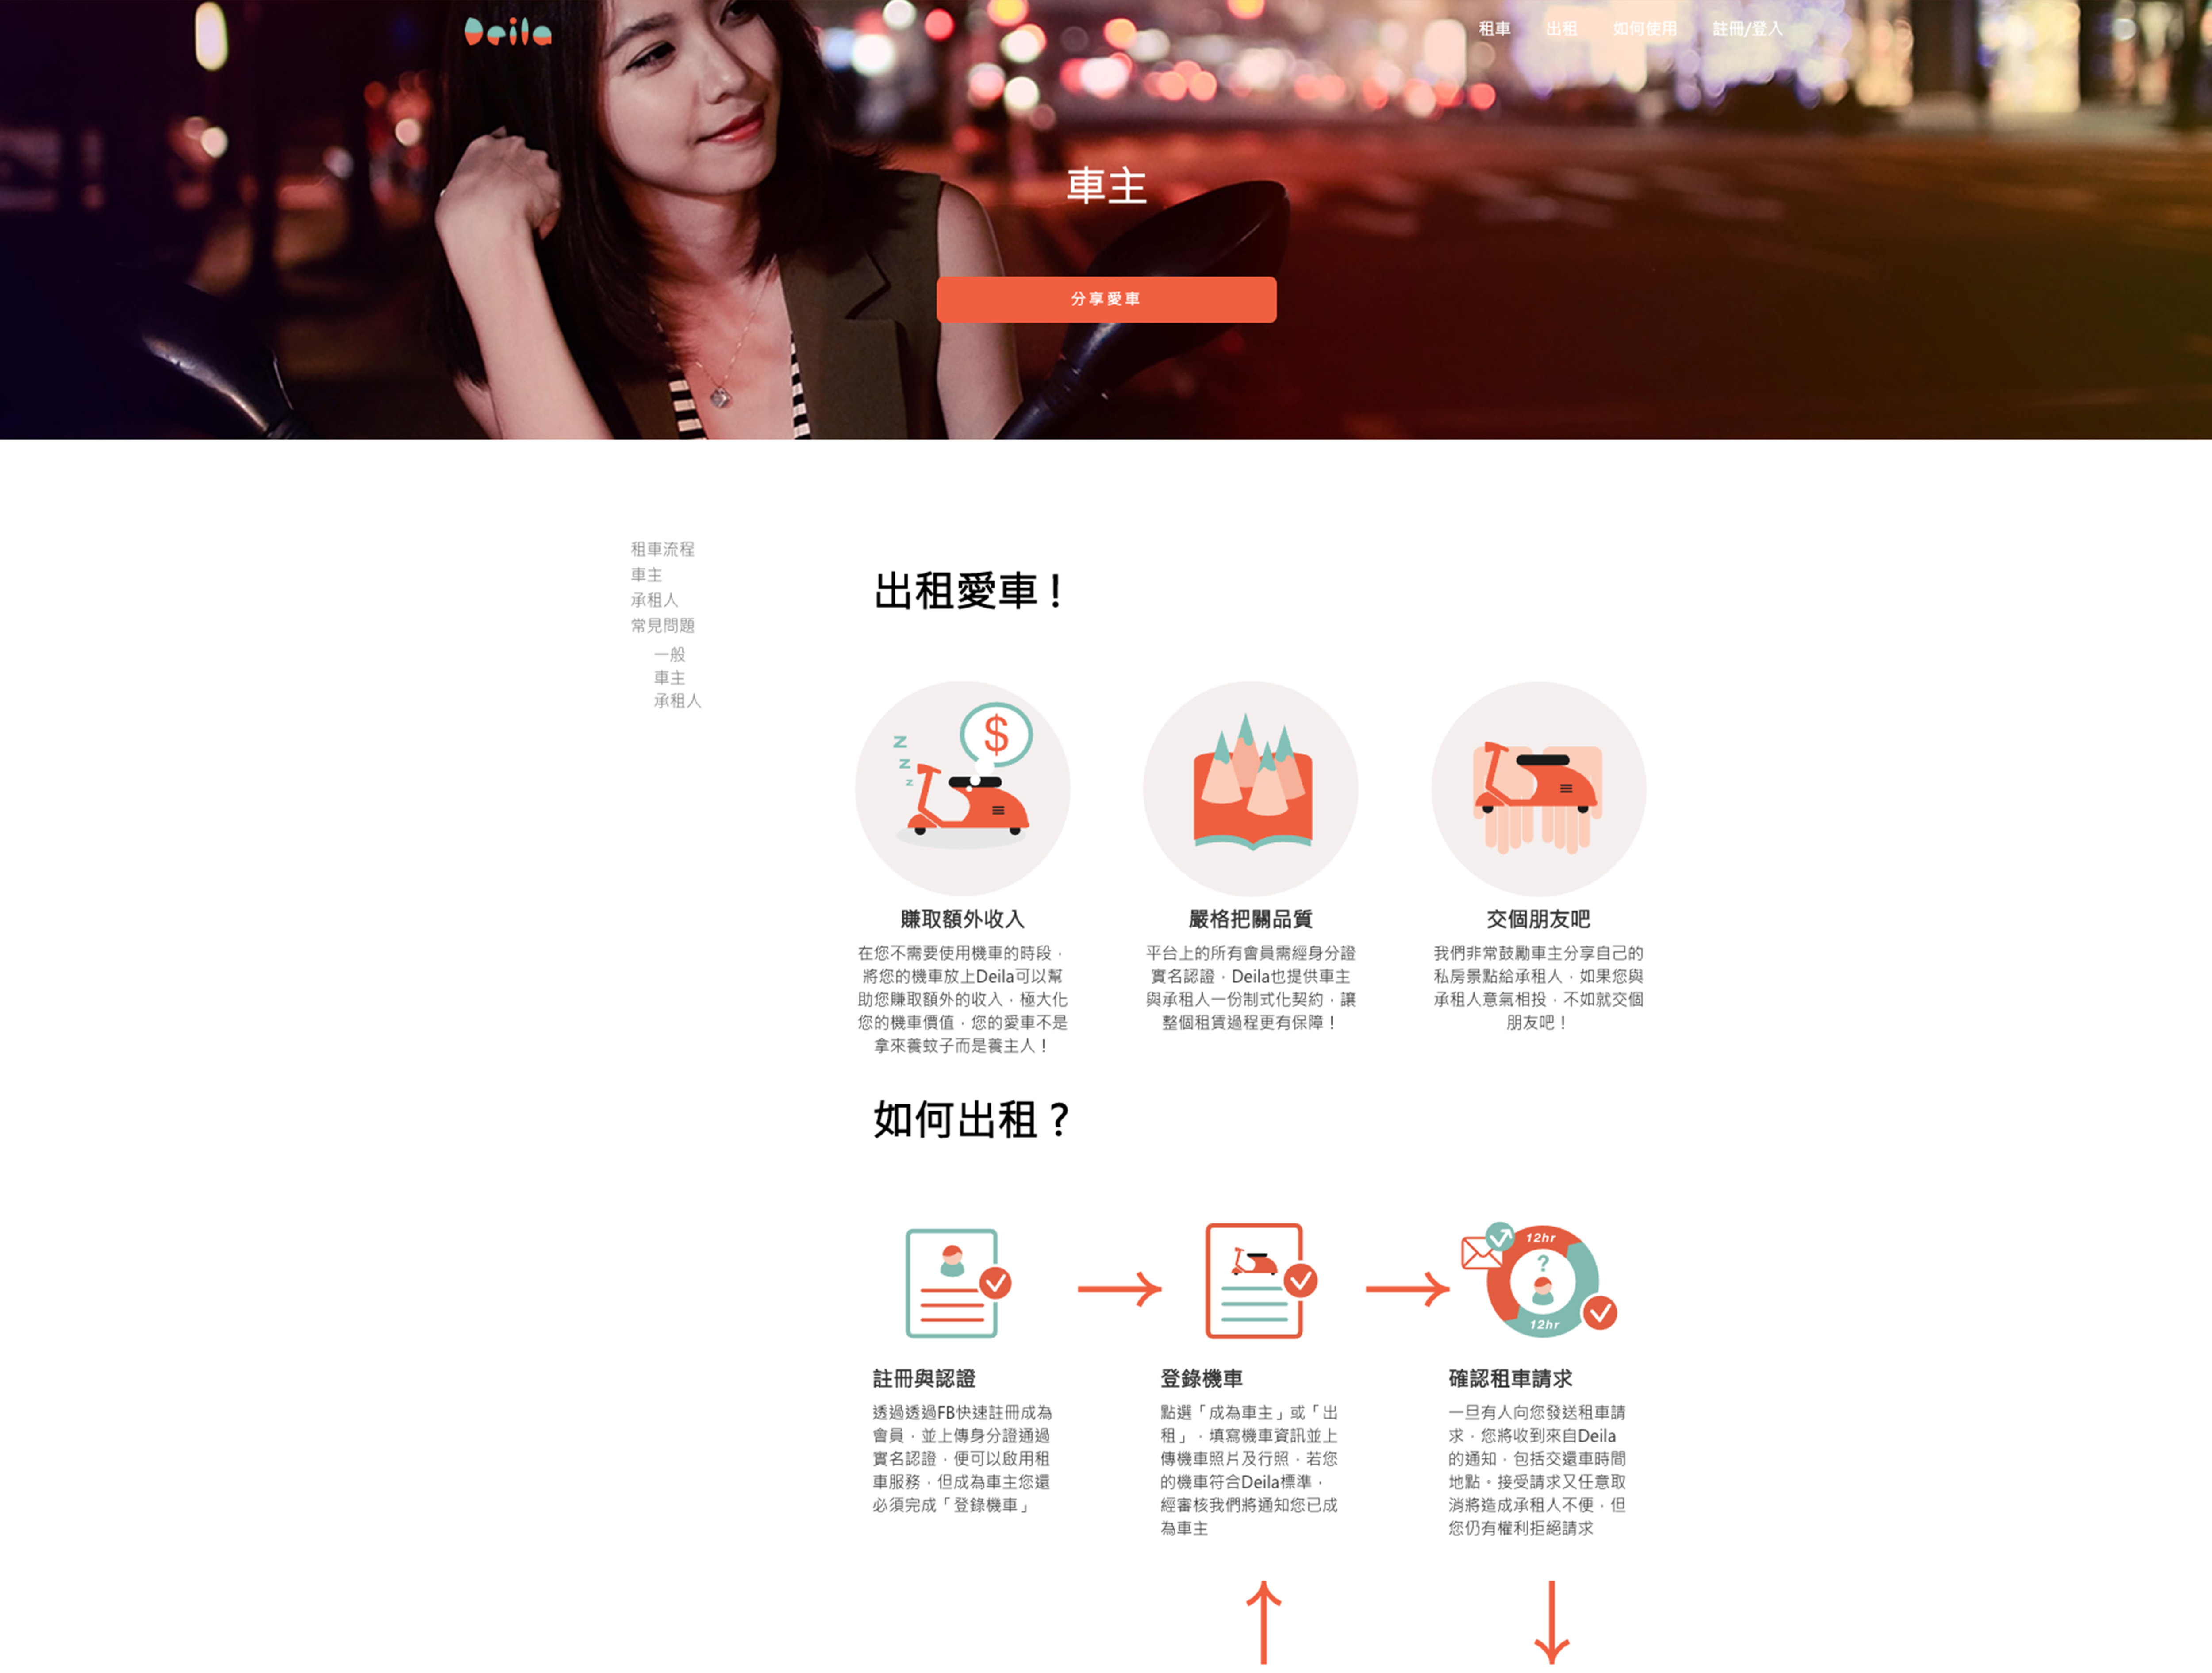 Deila
租車 出租 如何使用 註冊/登入
車主
分享愛車
租車流程
車主
承租人
常見問題
一般
車主
承租人
出租愛車！
$
z
z
z
賺取額外收入
在您不需要使用機車的時段，
將您的機車放上Deila可以幫
助您賺取額外的收入，極大化
您的機車價值，您的愛車不是
拿來養蚊子而是養主人！
嚴格把關品質
平台上的所有會員需經身分證
實名認證，Deila也提供車主
與承租人一份制式化契約，讓
整個租賃過程更有保障！
交個朋友吧
我們非常鼓勵車主分享自己的
私房景點給承租人，如果您與
承租人意氣相投，不如就交個
朋友吧！
如何出租？
註冊與認證
透過透過FB快速註冊成為
會員，並上傳身分證通過
實名認證，便可以啟用租
車服務，但成為車主您還
必須完成「登錄機車」
登錄機車
點選「成為車主」或「出
租」，填寫機車資訊並上
傳機車照片及行照，若您
的機車符合Deila標準，
經審核我們將通知您已成
為車主
12hr
?
12hr
確認租車請求
一旦有人向您發送租車請
求，您將收到來自Deila
的通知，包括交還車時間
地點。接受請求又任意取
消將造成承租人不便，但
您仍有權利拒絕請求